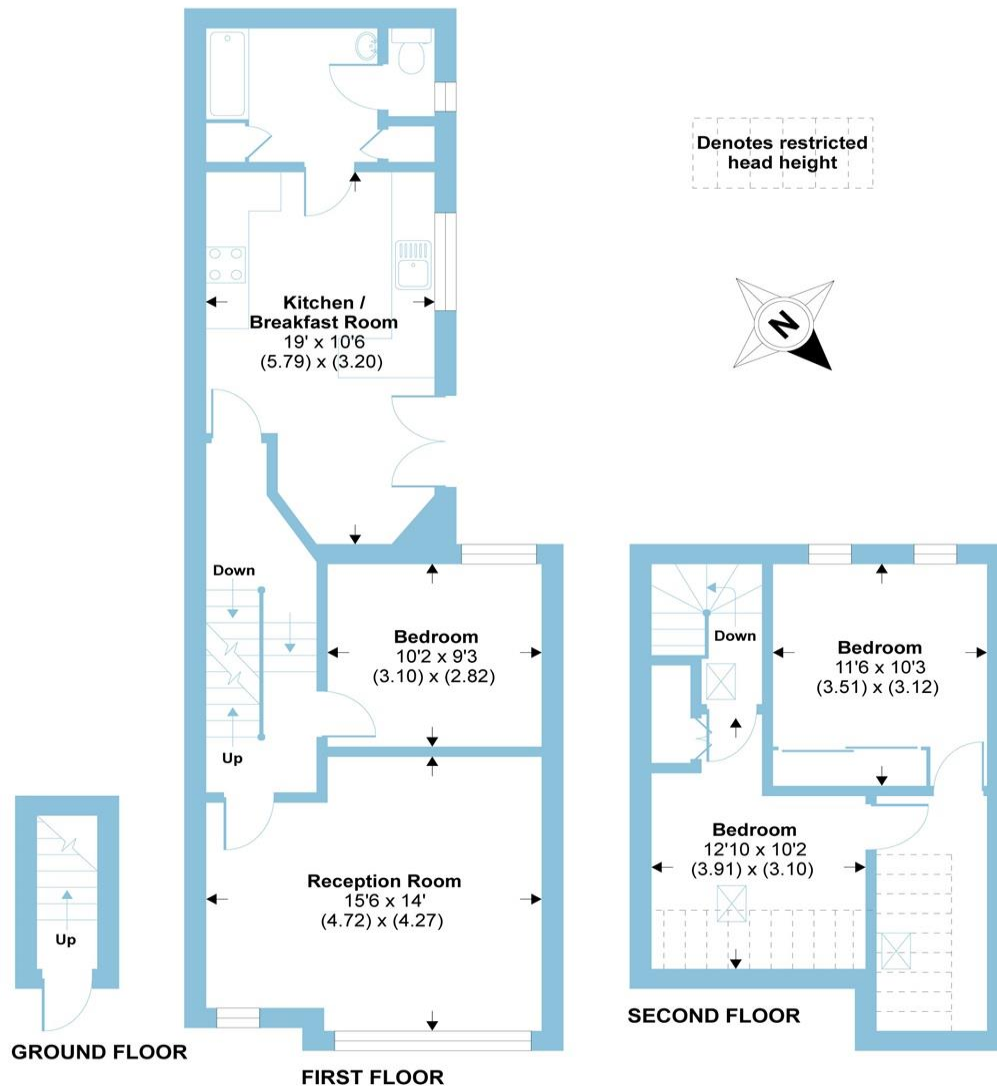 Denotes restricted
head height
N
Kitchen /
Breakfast Room
19' x 10'6
(5.79) x (3.20)
Down
Up
Bedroom
10'2 x 9'3
(3.10) x (2.82)
Reception Room
15'6 x 14'
(4.72) x (4.27)
Up
GROUND FLOOR
FIRST FLOOR
Down
Bedroom
11'6 x 10'3
(3.51) x (3.12)
Bedroom
12'10 x 10'2
(3.91) x (3.10)
SECOND FLOOR